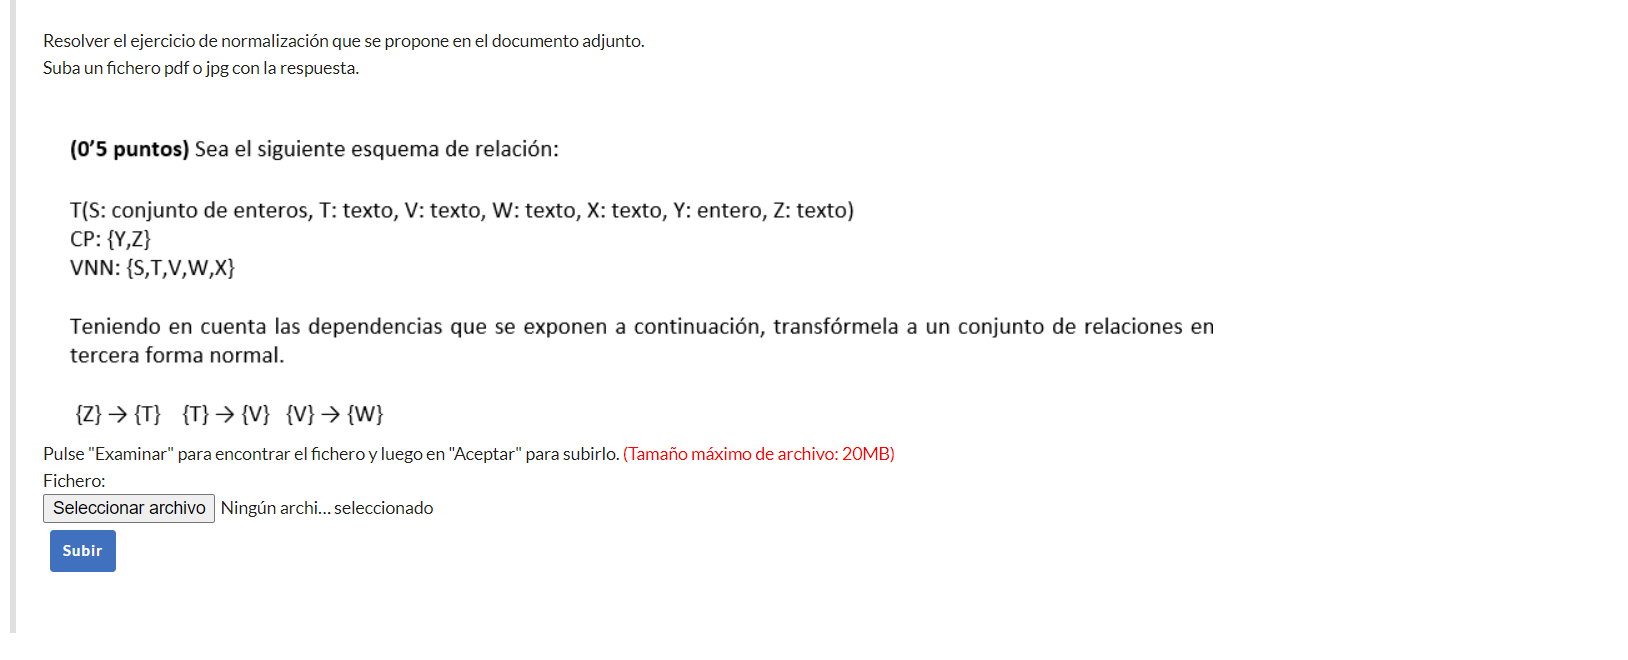 Resolver el ejercicio de normalización que se propone en el documento adjunto.
Suba un fichero pdf o jpg con la respuesta.
(0’5 puntos) Sea el siguiente esquema de relación:
T(S: conjunto de enteros, T: texto, V: texto, W: texto, X: texto, Y: entero, Z: texto)
CP: {Y,Z}
VNN: {S,T,V,W,X}
Teniendo en cuenta las dependencias que se exponen a continuación, transfórmela a un conjunto de relaciones en
tercera forma normal.
{Z} → {T} {T} → {V} {V} → {W}
Pulse "Examinar" para encontrar el fichero y luego en "Aceptar" para subirlo. (Tamaño máximo de archivo: 20MB)
Fichero:
Seleccionar archivo Ningún archi... seleccionado
Subir